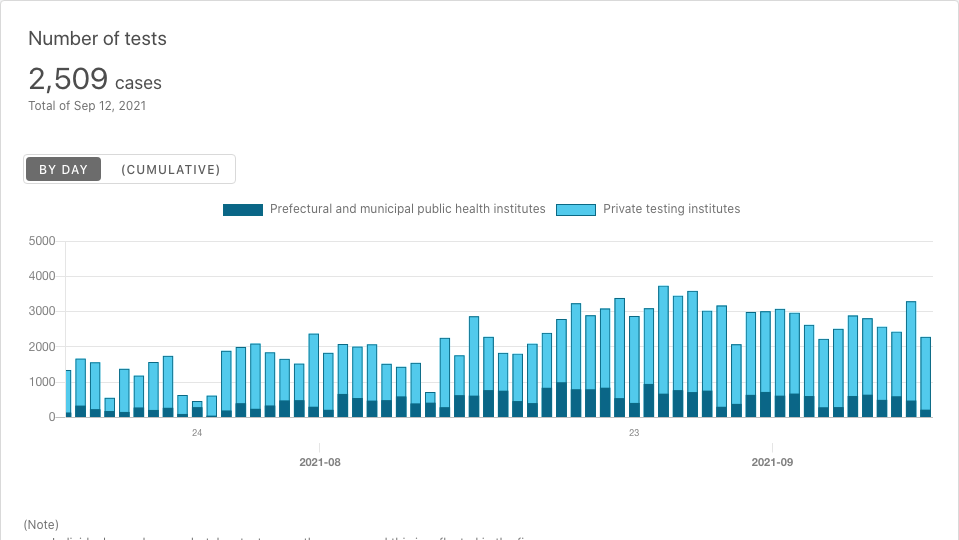 Number of tests
2,509 cases
Total of Sep 12, 2021
BY DAY (CUMULATIVE)
Prefectural and municipal public health institutes Private testing institutes
5000
4000
3000
2000
1000
0
24 23
2021-08 2021-09
(Note)